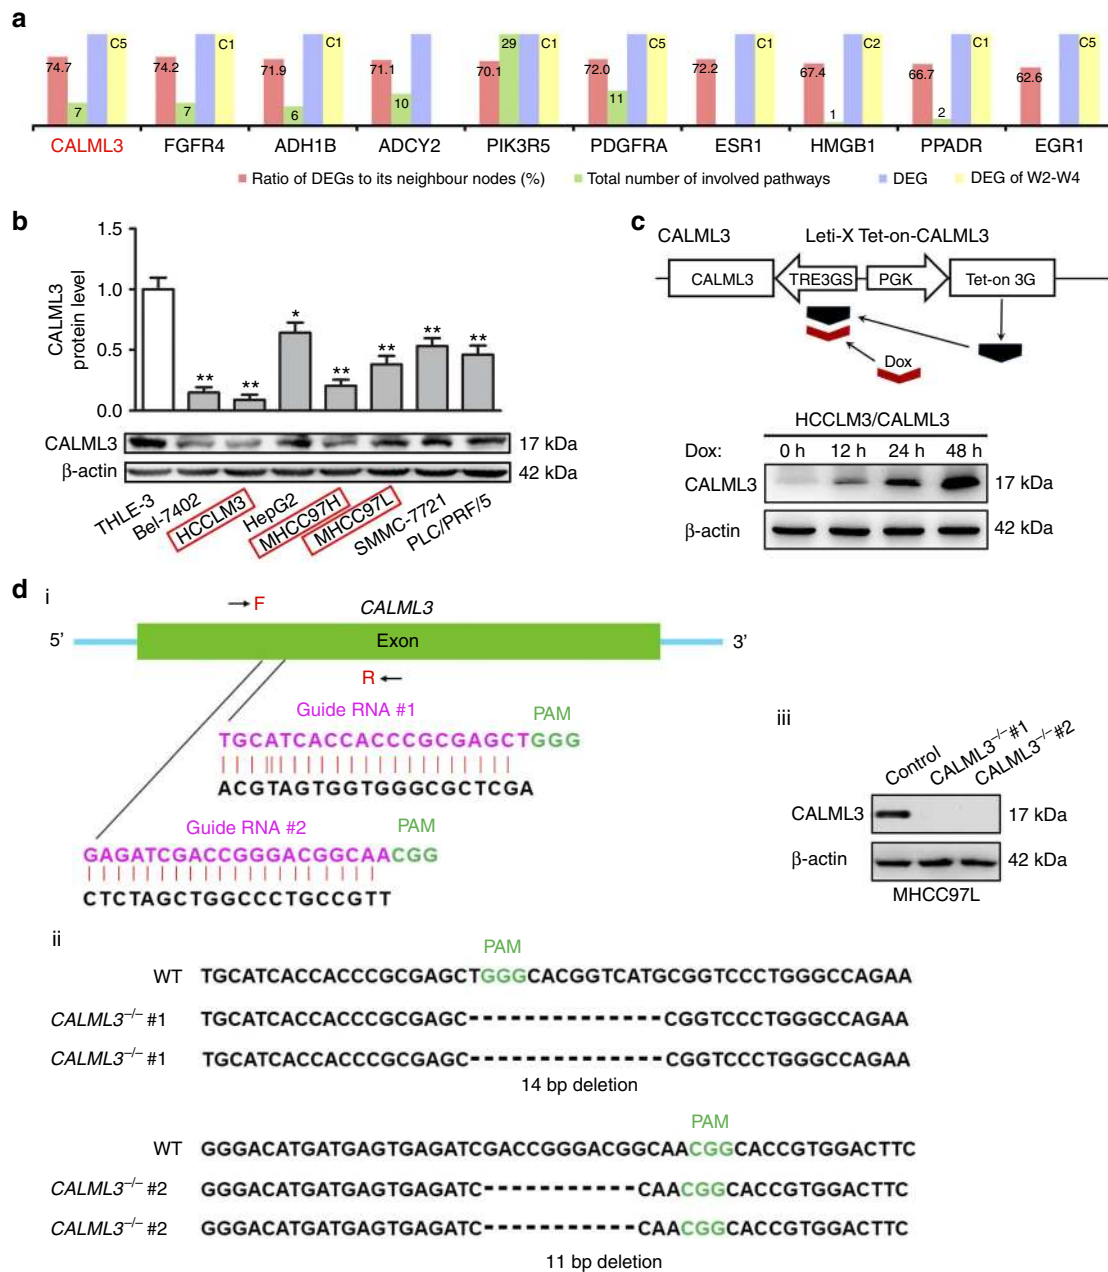 a
C5 C1 C1 29 C1 C5 C1 C2 C1 C5
74.7 74.2 71.9 71.1 70.1 72.0 72.2 67.4 66.7 62.6
7 7 6 10 11 1 2
CALML3 FGFR4 ADH1B ADCY2 PIK3R5 PDGFRA ESR1 HMGB1 PPADR EGR1
Ratio of DEGs to its neighbour nodes (%) Total number of involved pathways DEG DEG of W2-W4
b
CALML3 protein level
1.5
1.0
0.5
0.0
** ** * ** ** ** **
CALML3 17 kDa
β-actin 42 kDa
THLE-3 Bel-7402 HCCLM3 HepG2 MHCC97H MHCC97L SMMC-7721 PLC/PRF/5
c
CALML3 Leti-X Tet-on-CALML3
CALML3 TRE3GS PGK Tet-on 3G
Dox
HCCLM3/CALML3
Dox: 0 h 12 h 24 h 48 h
CALML3 17 kDa
β-actin 42 kDa
d
i
F CALML3
5' Exon 3'
R
Guide RNA #1 PAM
TGCATCACCACCCGCGAGCTGGG
ACGTAGTGGTGGGCGCTCGA
Guide RNA #2 PAM
GAGATCGACCGGGACGGCAACGG
CTCTAGCTGGCCCTGCCGTT
iii
Control CALML3–/–#1 CALML3–/–#2
CALML3 17 kDa
β-actin 42 kDa
MHCC97L
ii
PAM
WT TGCATCACCACCCGCGAGCTGGGCACGGTCATGCGGTCCCTGGGCCAGAA
CALML3–/– #1 TGCATCACCACCCGCGAGC--------------CGGTCCCTGGGCCAGAA
CALML3–/– #1 TGCATCACCACCCGCGAGC--------------CGGTCCCTGGGCCAGAA
14 bp deletion
PAM
WT GGGACATGATGAGTGAGATCGACCGGGACGGCAACGGCACCGTGGACTTC
CALML3–/– #2 GGGACATGATGAGTGAGATC-----------CAACGGCACCGTGGACTTC
CALML3–/– #2 GGGACATGATGAGTGAGATC-----------CAACGGCACCGTGGACTTC
11 bp deletion